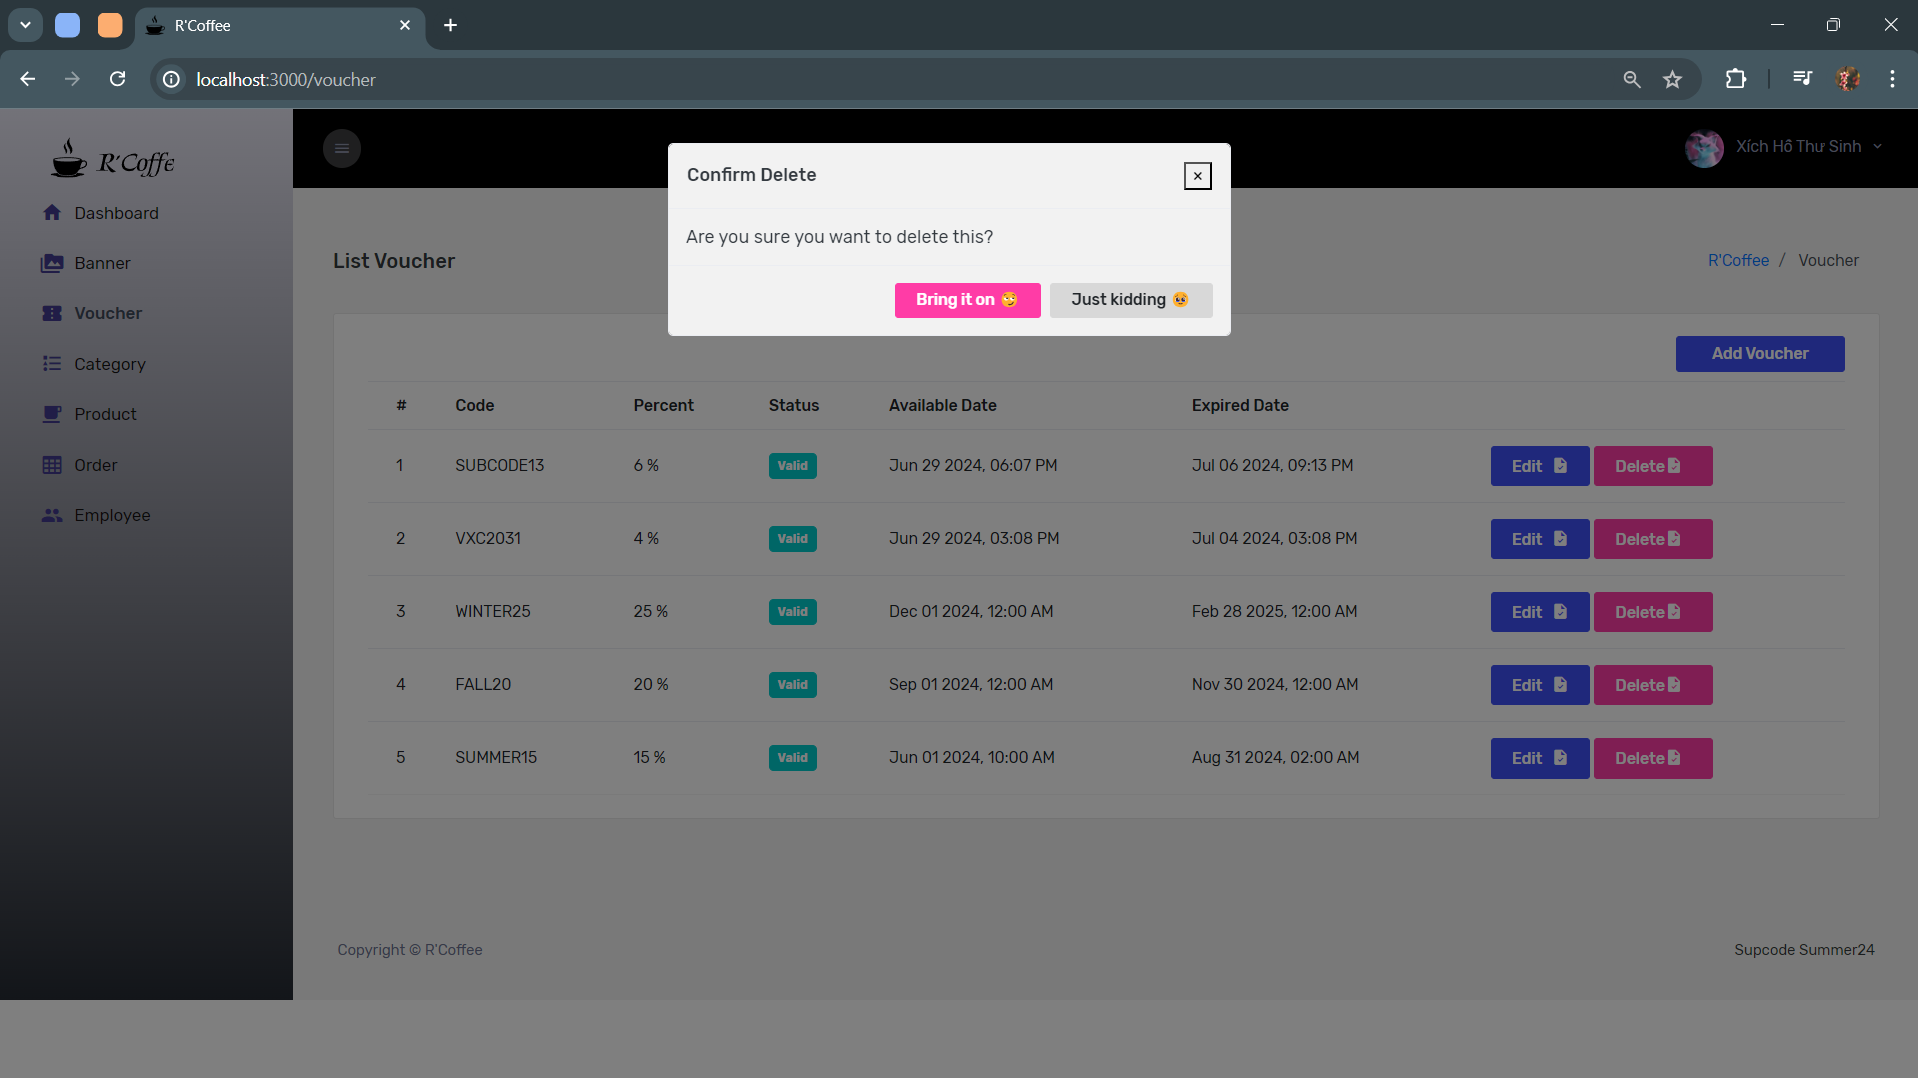 R'Coffee
localhost:3000/voucher
R'Coffe
Xích Hồ Thư Sinh
Confirm Delete
×
Are you sure you want to delete this?
Bring it on 😏
Just kidding 🥺
Dashboard
Banner
Voucher
Category
Product
Order
Employee
List Voucher
R'Coffee / Voucher
Add Voucher
# Code Percent Status Available Date Expired Date
1 SUBCODE13 6 % Valid Jun 29 2024, 06:07 PM Jul 06 2024, 09:13 PM Edit Delete
2 VXC2031 4 % Valid Jun 29 2024, 03:08 PM Jul 04 2024, 03:08 PM Edit Delete
3 WINTER25 25 % Valid Dec 01 2024, 12:00 AM Feb 28 2025, 12:00 AM Edit Delete
4 FALL20 20 % Valid Sep 01 2024, 12:00 AM Nov 30 2024, 12:00 AM Edit Delete
5 SUMMER15 15 % Valid Jun 01 2024, 10:00 AM Aug 31 2024, 02:00 AM Edit Delete
Copyright © R'Coffee
Supcode Summer24